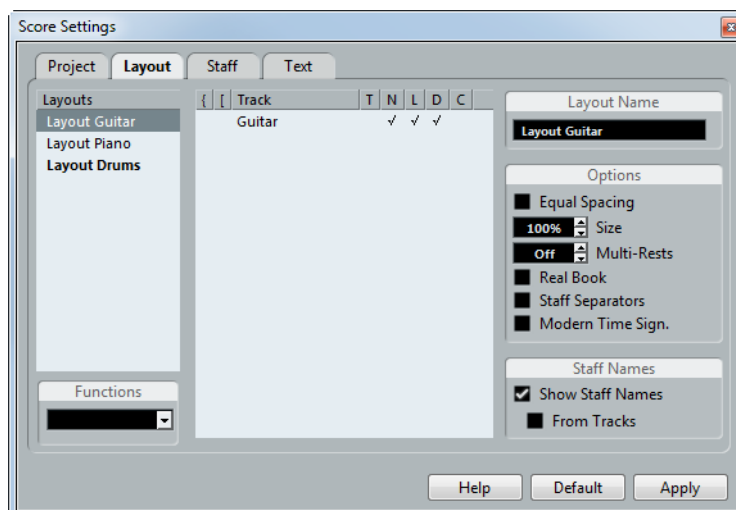 Score Settings
Project Layout Staff Text
Layouts
Layout Guitar
Layout Piano
Layout Drums
Functions
{ [ Track T N L D C
Guitar √ √ √
Layout Name
Layout Guitar
Options
Equal Spacing
100% Size
Off Multi-Rests
Real Book
Staff Separators
Modern Time Sign.
Staff Names
Show Staff Names
From Tracks
Help Default Apply